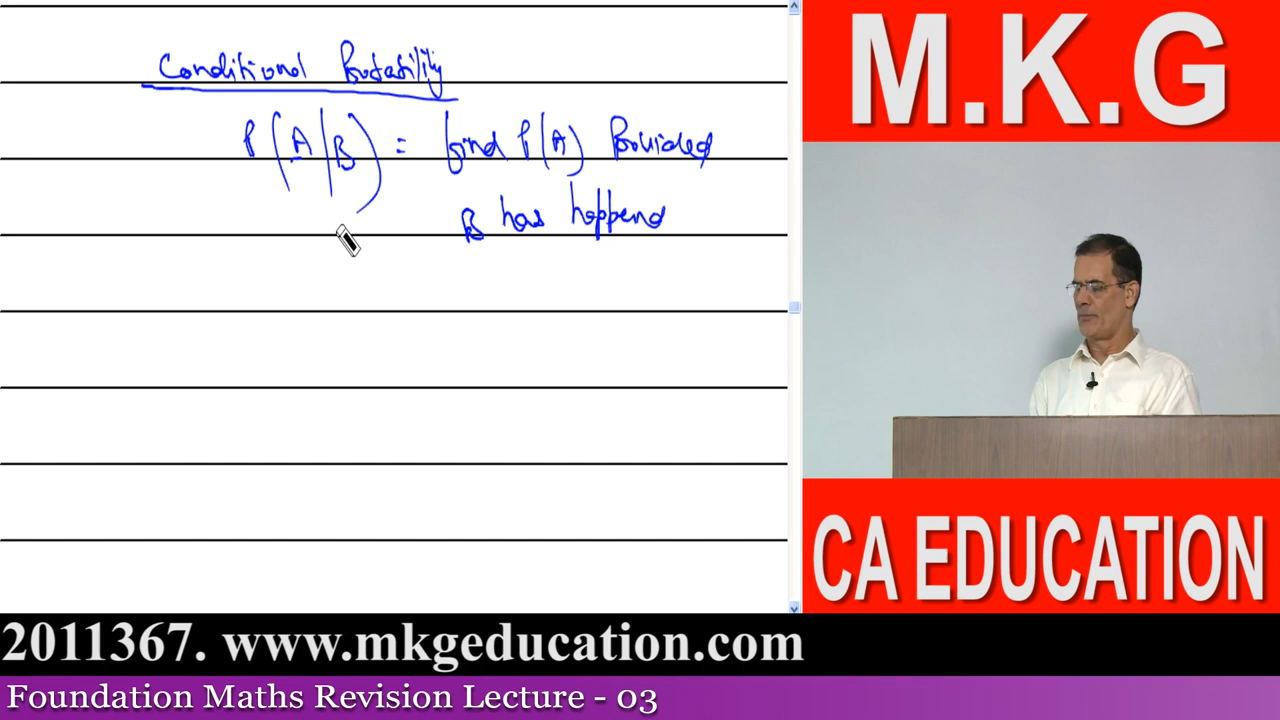 Conditional Probability
P(A|B) = find P(A) Provided
B has happend
M.K.G
CA EDUCATION
2011367. www.mkgeducation.com
Foundation Maths Revision Lecture - 03